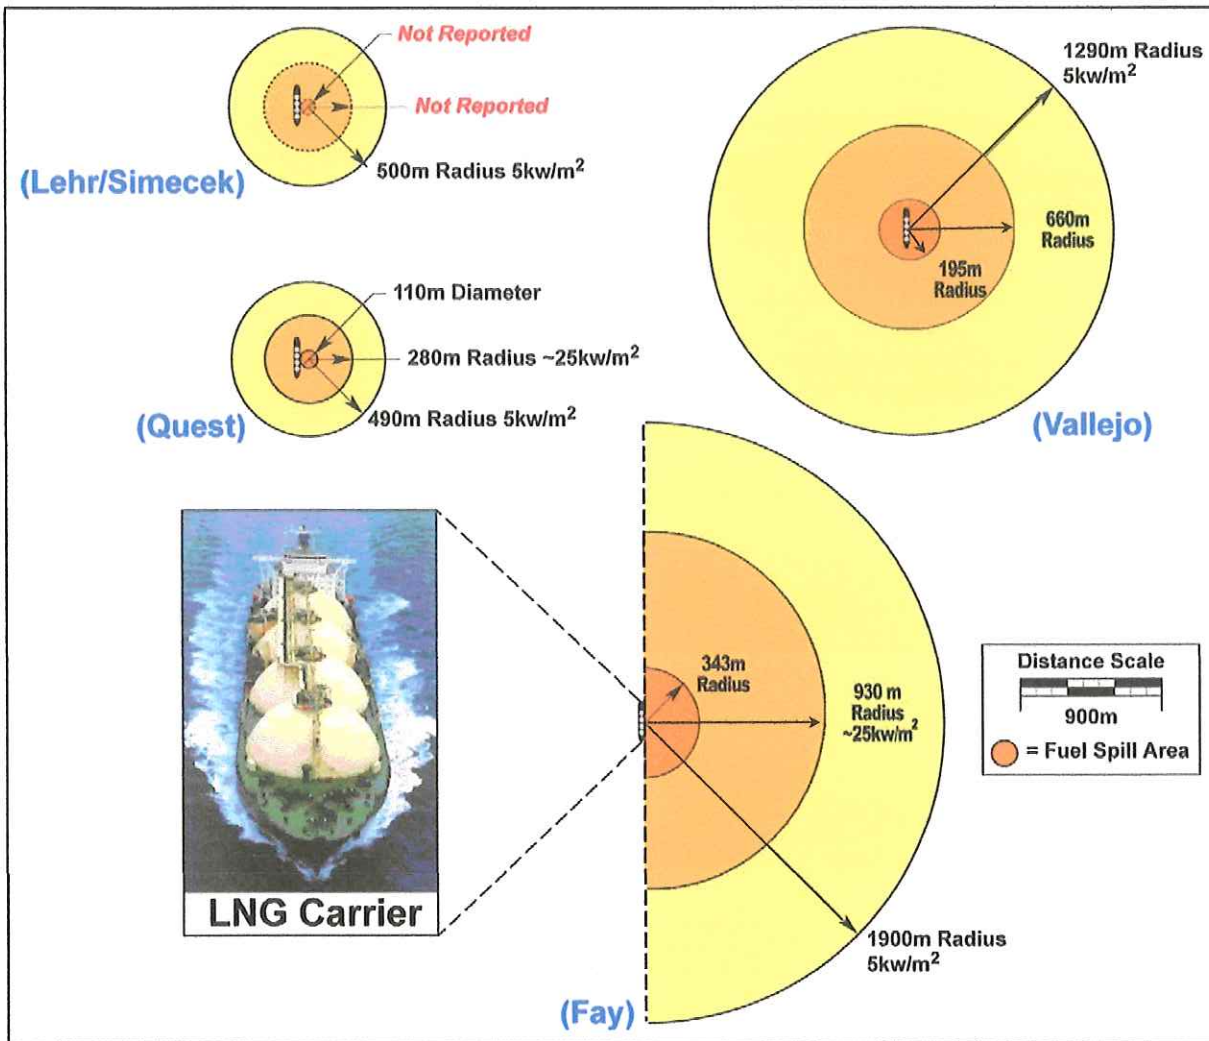 Not Reported
Not Reported
500m Radius 5kw/m²
(Lehr/Simecek)
110m Diameter
280m Radius ~25kw/m²
490m Radius 5kw/m²
(Quest)
1290m Radius
5kw/m²
660m
Radius
195m
Radius
(Vallejo)
LNG Carrier
343m
Radius
930 m
Radius
~25kw/m²
1900m Radius
5kw/m²
(Fay)
Distance Scale
900m
= Fuel Spill Area